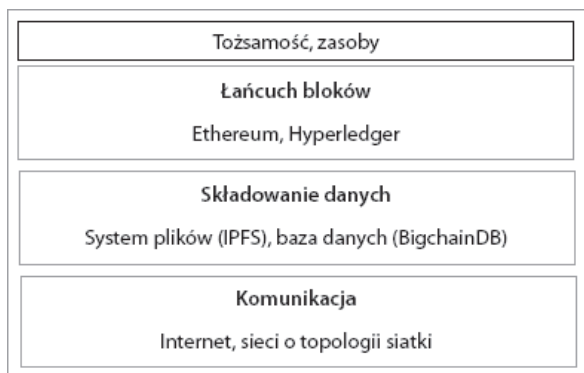 Tożsamość, zasoby
Łańcuch bloków
Ethereum, Hyperledger
Składowanie danych
System plików (IPFS), baza danych (BigchainDB)
Komunikacja
Internet, sieci o topologii siatki